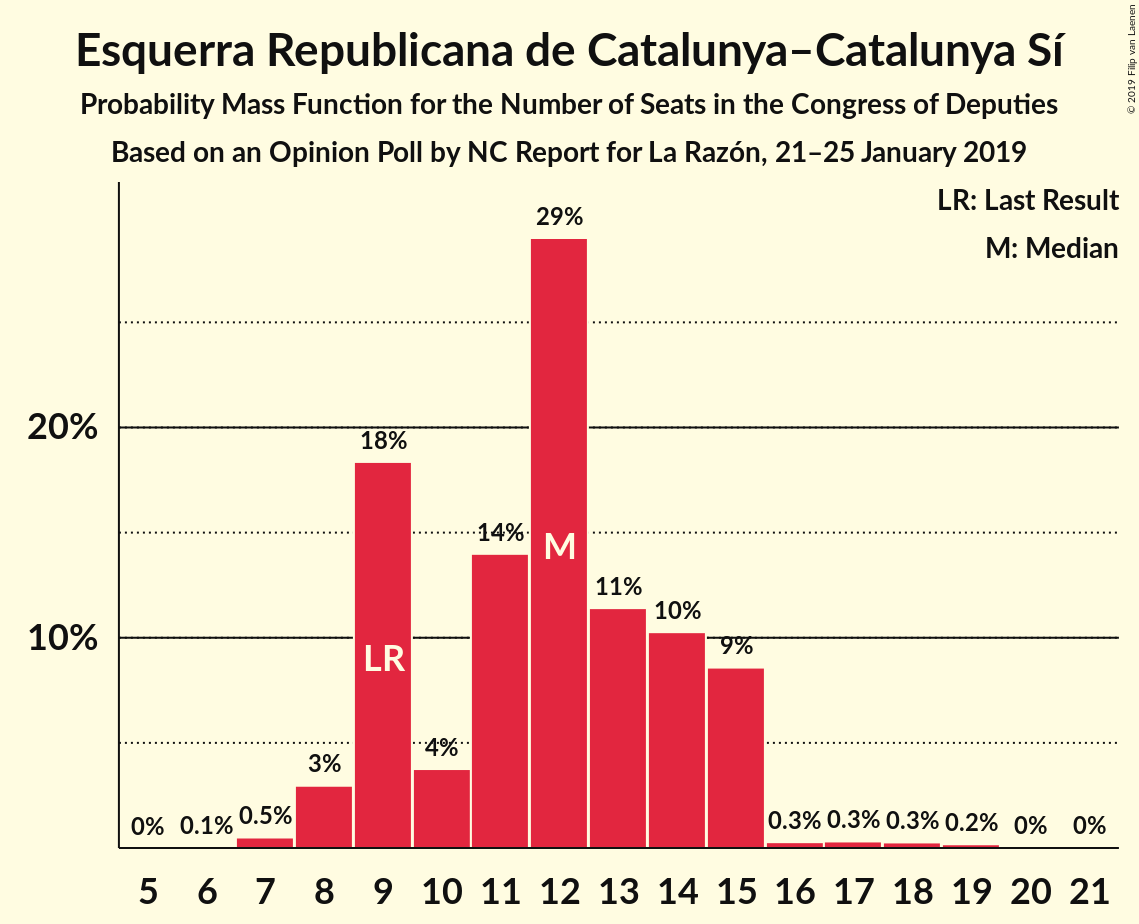 Esquerra Republicana de Catalunya–Catalunya Sí
Probability Mass Function for the Number of Seats in the Congress of Deputies
Based on an Opinion Poll by NC Report for La Razón, 21–25 January 2019
© 2019 Filip van Laenen
LR: Last Result
M: Median
29%
20%
18%
14%
M
11%
10%
10%
9%
LR
4%
3%
0% 0.1% 0.5% 0.3% 0.3% 0.3% 0.2% 0% 0%
5 6 7 8 9 10 11 12 13 14 15 16 17 18 19 20 21